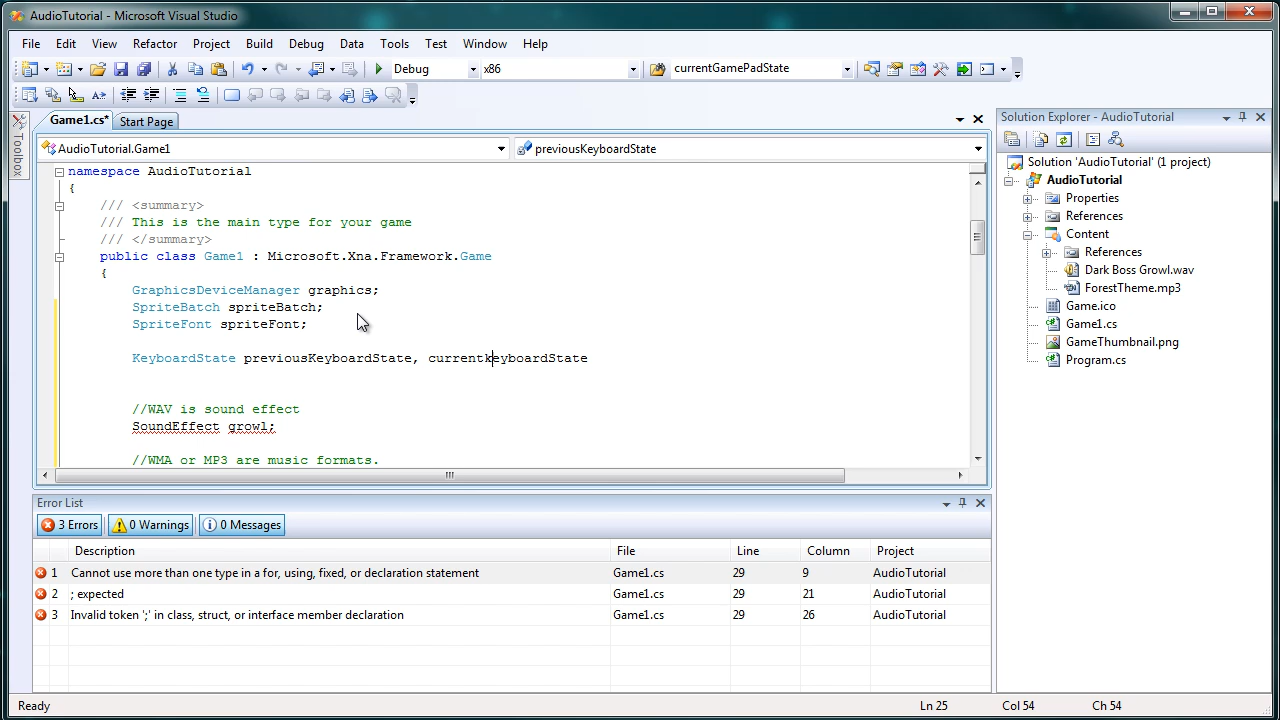 AudioTutorial - Microsoft Visual Studio
File Edit View Refactor Project Build Debug Data Tools Test Window Help
Debug x86 currentGamePadState
Game1.cs* Start Page
Toolbox
AudioTutorial.Game1 previousKeyboardState
namespace AudioTutorial
{
/// <summary>
/// This is the main type for your game
/// </summary>
public class Game1 : Microsoft.Xna.Framework.Game
{
GraphicsDeviceManager graphics;
SpriteBatch spriteBatch;
SpriteFont spriteFont;
KeyboardState previousKeyboardState, currentkeyboardState
//WAV is sound effect
SoundEffect growl;
//WMA or MP3 are music formats.
Solution Explorer - AudioTutorial
Solution 'AudioTutorial' (1 project)
AudioTutorial
Properties
References
Content
References
Dark Boss Growl.wav
ForestTheme.mp3
Game.ico
Game1.cs
GameThumbnail.png
Program.cs
Error List
3 Errors 0 Warnings 0 Messages
Description File Line Column Project
1 Cannot use more than one type in a for, using, fixed, or declaration statement Game1.cs 29 9 AudioTutorial
2 ; expected Game1.cs 29 21 AudioTutorial
3 Invalid token ';' in class, struct, or interface member declaration Game1.cs 29 26 AudioTutorial
Ready Ln 25 Col 54 Ch 54